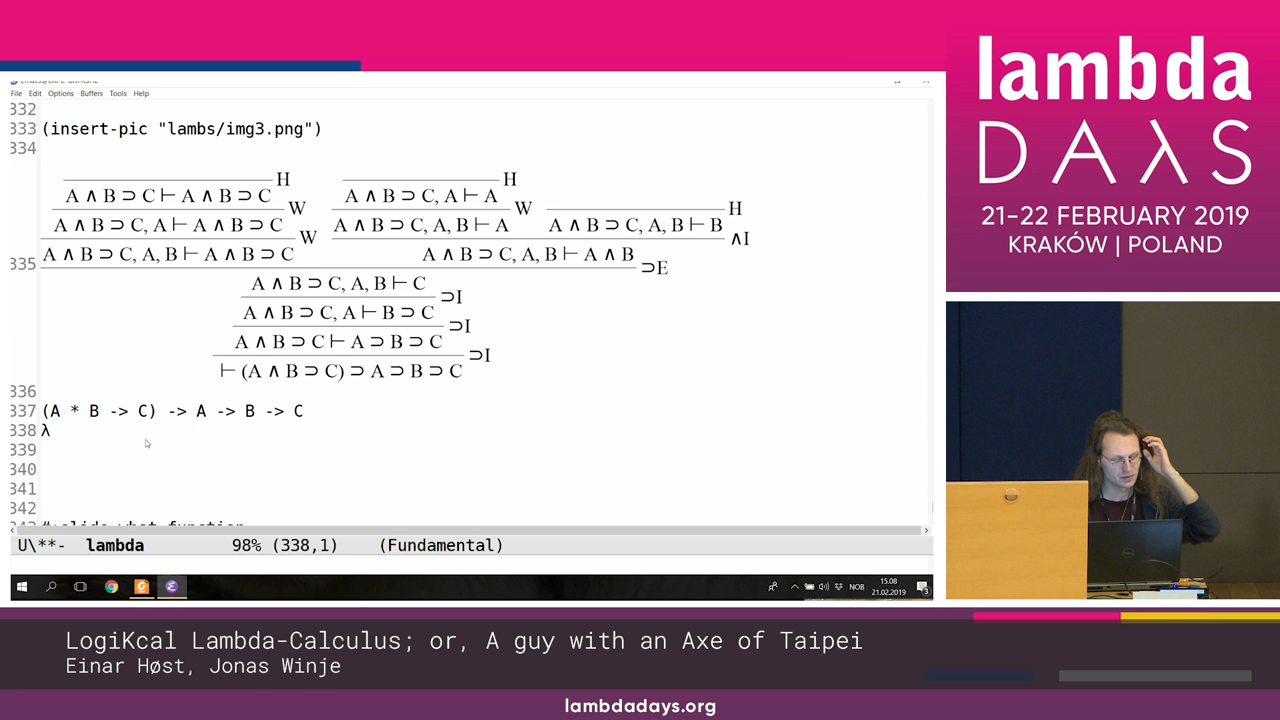 File Edit Options Buffers Tools Help
332
333 (insert-pic "lambs/img3.png")
334
H
A ∧ B ⊃ C ⊢ A ∧ B ⊃ C
W
A ∧ B ⊃ C, A ⊢ A ∧ B ⊃ C
W
A ∧ B ⊃ C, A, B ⊢ A ∧ B ⊃ C
H
A ∧ B ⊃ C, A ⊢ A
W
A ∧ B ⊃ C, A, B ⊢ A
H
A ∧ B ⊃ C, A, B ⊢ B
∧I
A ∧ B ⊃ C, A, B ⊢ A ∧ B
335
⊃E
A ∧ B ⊃ C, A, B ⊢ C
⊃I
A ∧ B ⊃ C, A ⊢ B ⊃ C
⊃I
A ∧ B ⊃ C ⊢ A ⊃ B ⊃ C
⊃I
⊢ (A ∧ B ⊃ C) ⊃ A ⊃ B ⊃ C
336
337 (A * B -> C) -> A -> B -> C
338 λ
339
340
341
342
U\**- lambda 98% (338,1) (Fundamental)
NOB
15.08
21.02.2019
lambda
DAλS
21–22 FEBRUARY 2019
KRAKÓW | POLAND
LogiKcal Lambda-Calculus; or, A guy with an Axe of Taipei
Einar Høst, Jonas Winje
lambdadays.org